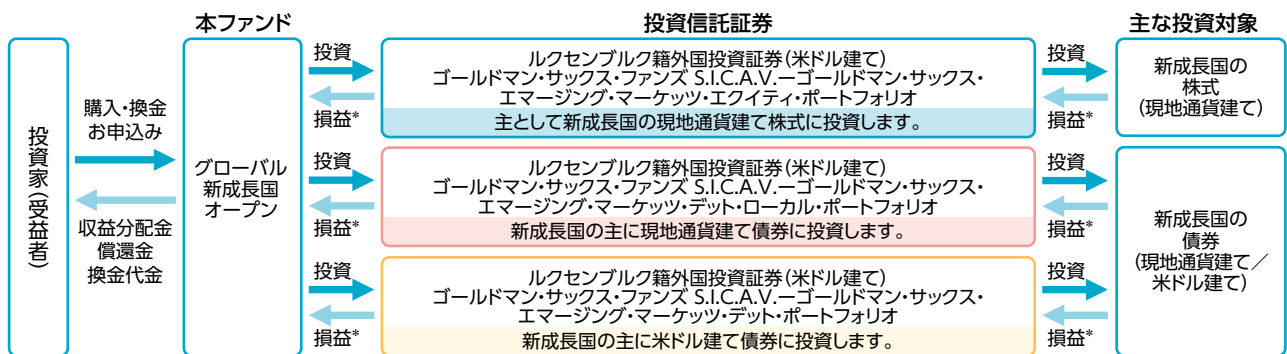 本ファンド
投資信託証券
主な投資対象
投資家(受益者)
購入・換金
お申込み
収益分配金
償還金
換金代金
グローバル
新成長国
オープン
投資
損益*
ルクセンブルク籍外国投資証券(米ドル建て)
ゴールドマン・サックス・ファンズ S.I.C.A.V.ーゴールドマン・サックス・
エマージング・マーケッツ・エクイティ・ポートフォリオ
主として新成長国の現地通貨建て株式に投資します。
投資
損益*
新成長国の
株式
(現地通貨建て)
投資
損益*
ルクセンブルク籍外国投資証券(米ドル建て)
ゴールドマン・サックス・ファンズ S.I.C.A.V.ーゴールドマン・サックス・
エマージング・マーケッツ・デット・ローカル・ポートフォリオ
新成長国の主に現地通貨建て債券に投資します。
投資
損益*
新成長国の
債券
(現地通貨建て/
米ドル建て)
投資
損益*
ルクセンブルク籍外国投資証券(米ドル建て)
ゴールドマン・サックス・ファンズ S.I.C.A.V.ーゴールドマン・サックス・
エマージング・マーケッツ・デット・ポートフォリオ
新成長国の主に米ドル建て債券に投資します。
投資
損益*